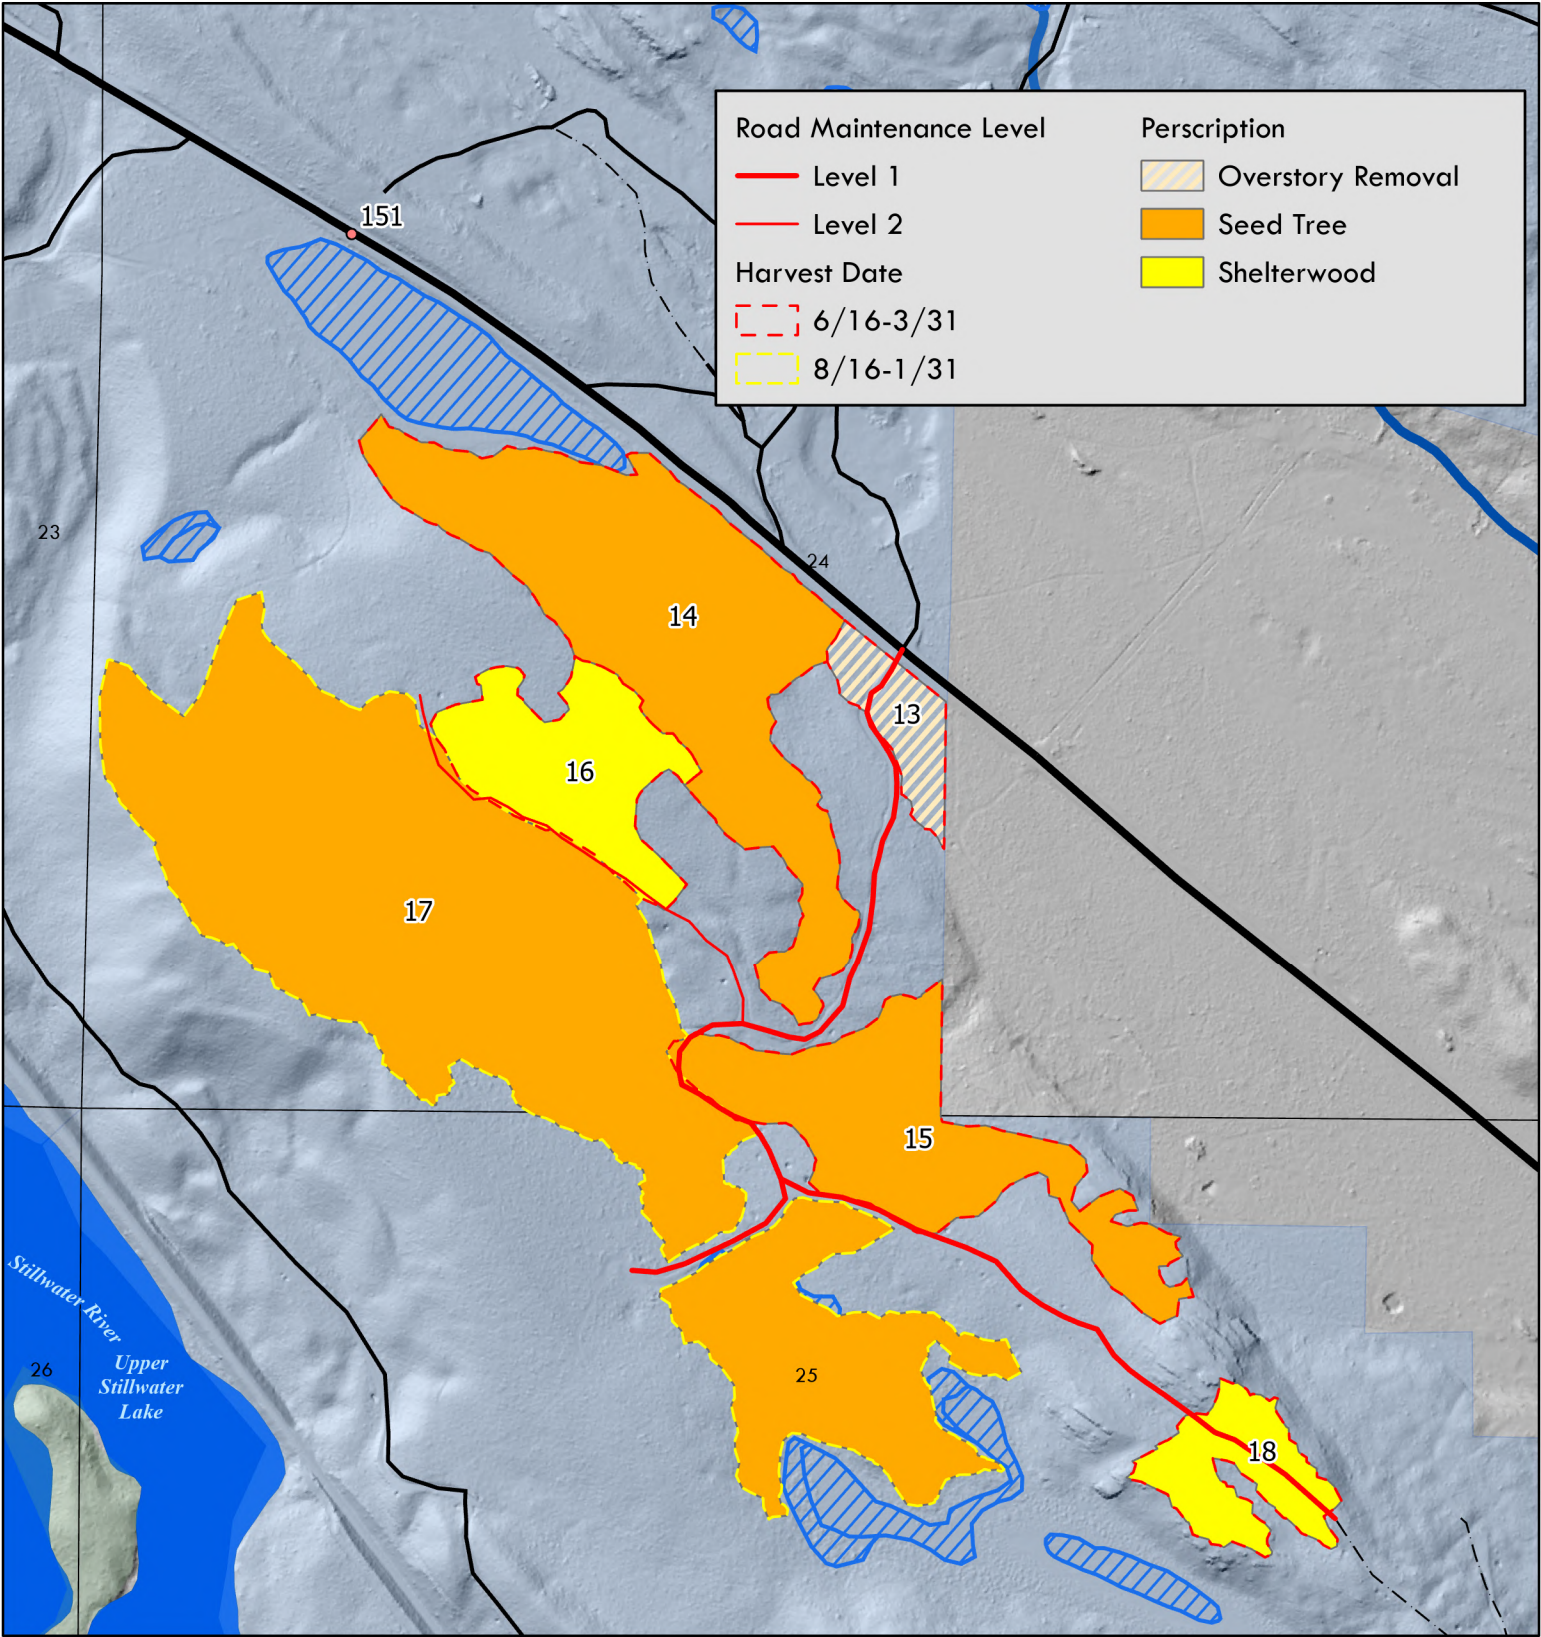 151
Road Maintenance Level
Level 1
Level 2
Harvest Date
6/16-3/31
8/16-1/31
Perscription
Overstory Removal
Seed Tree
Shelterwood
23
24
14
13
16
17
15
Stillwater River
Upper
Stillwater
Lake
26
25
18